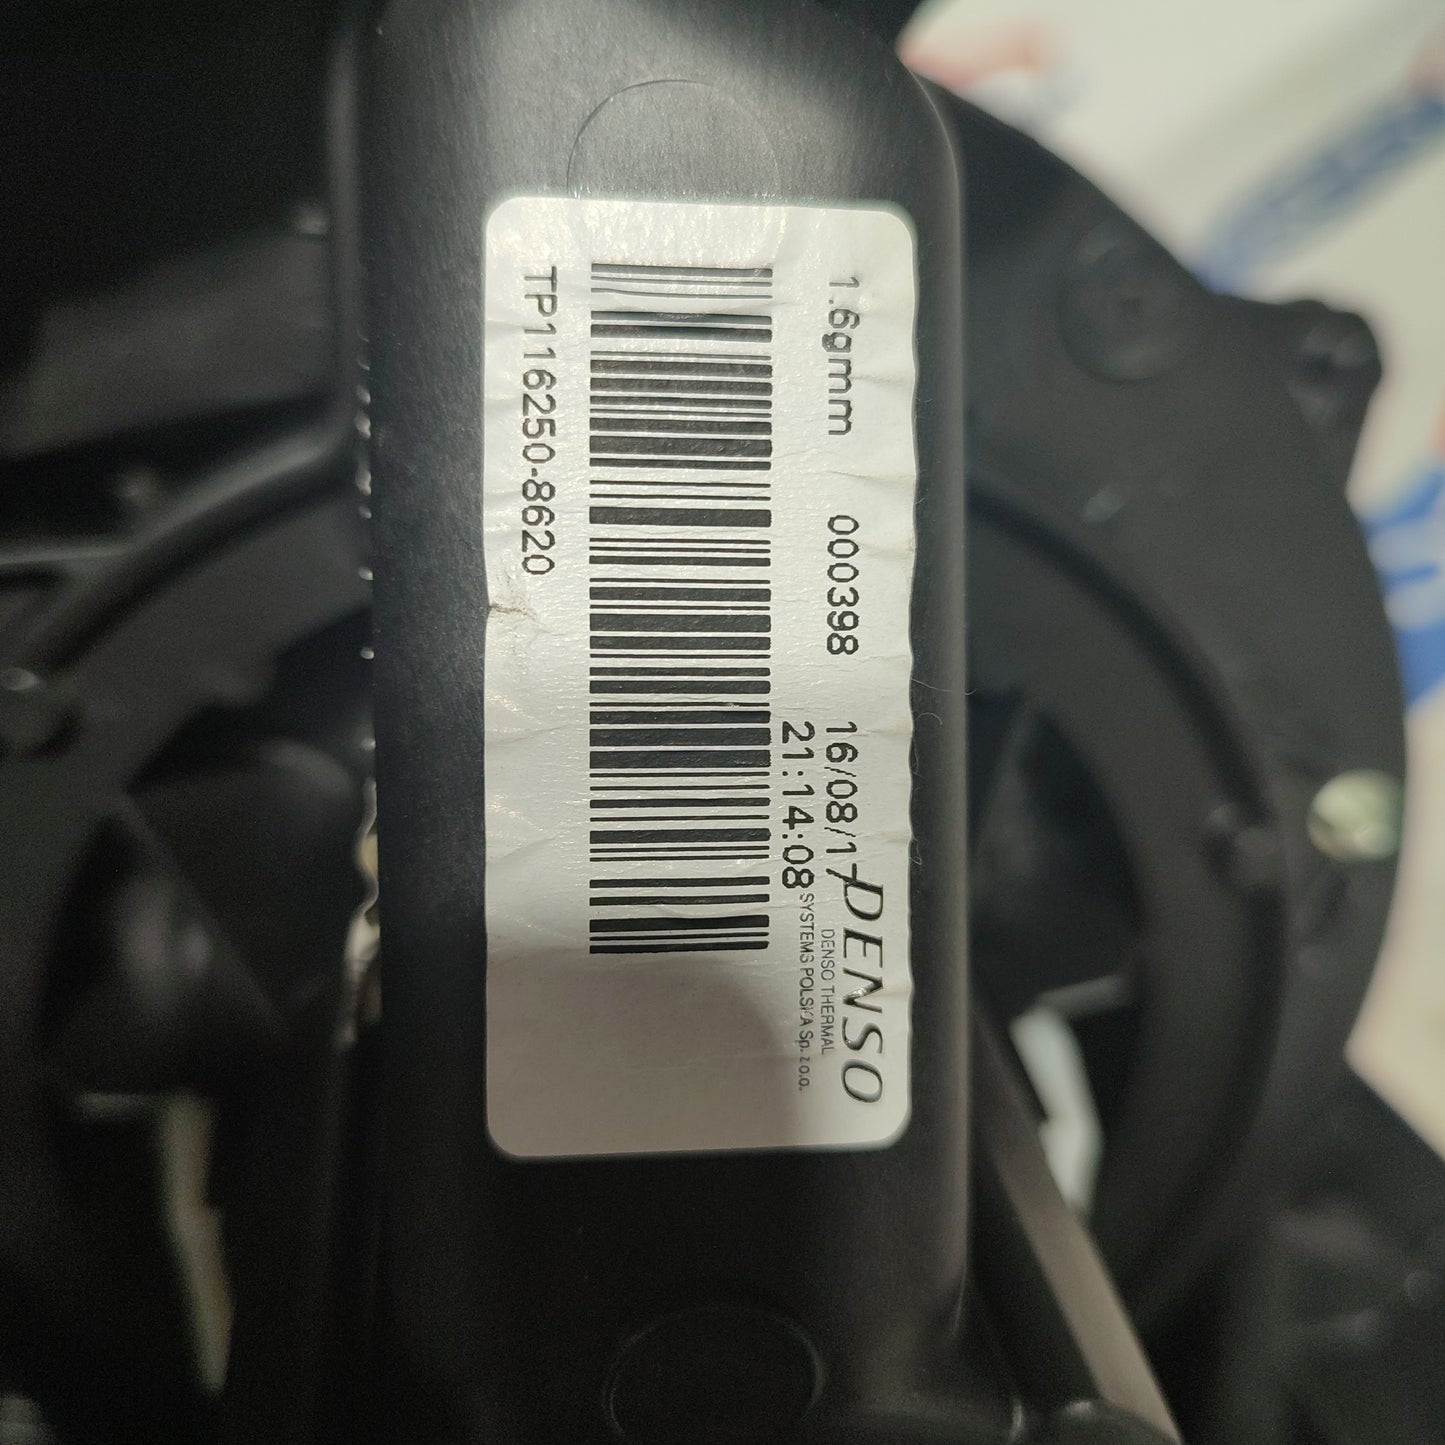 DENSO
DENSO THERMAL
SYSTEMS POLSKA Sp. z o.o.
1.6gmm 000398 16/08/17
21:14:08
TP116250-8620